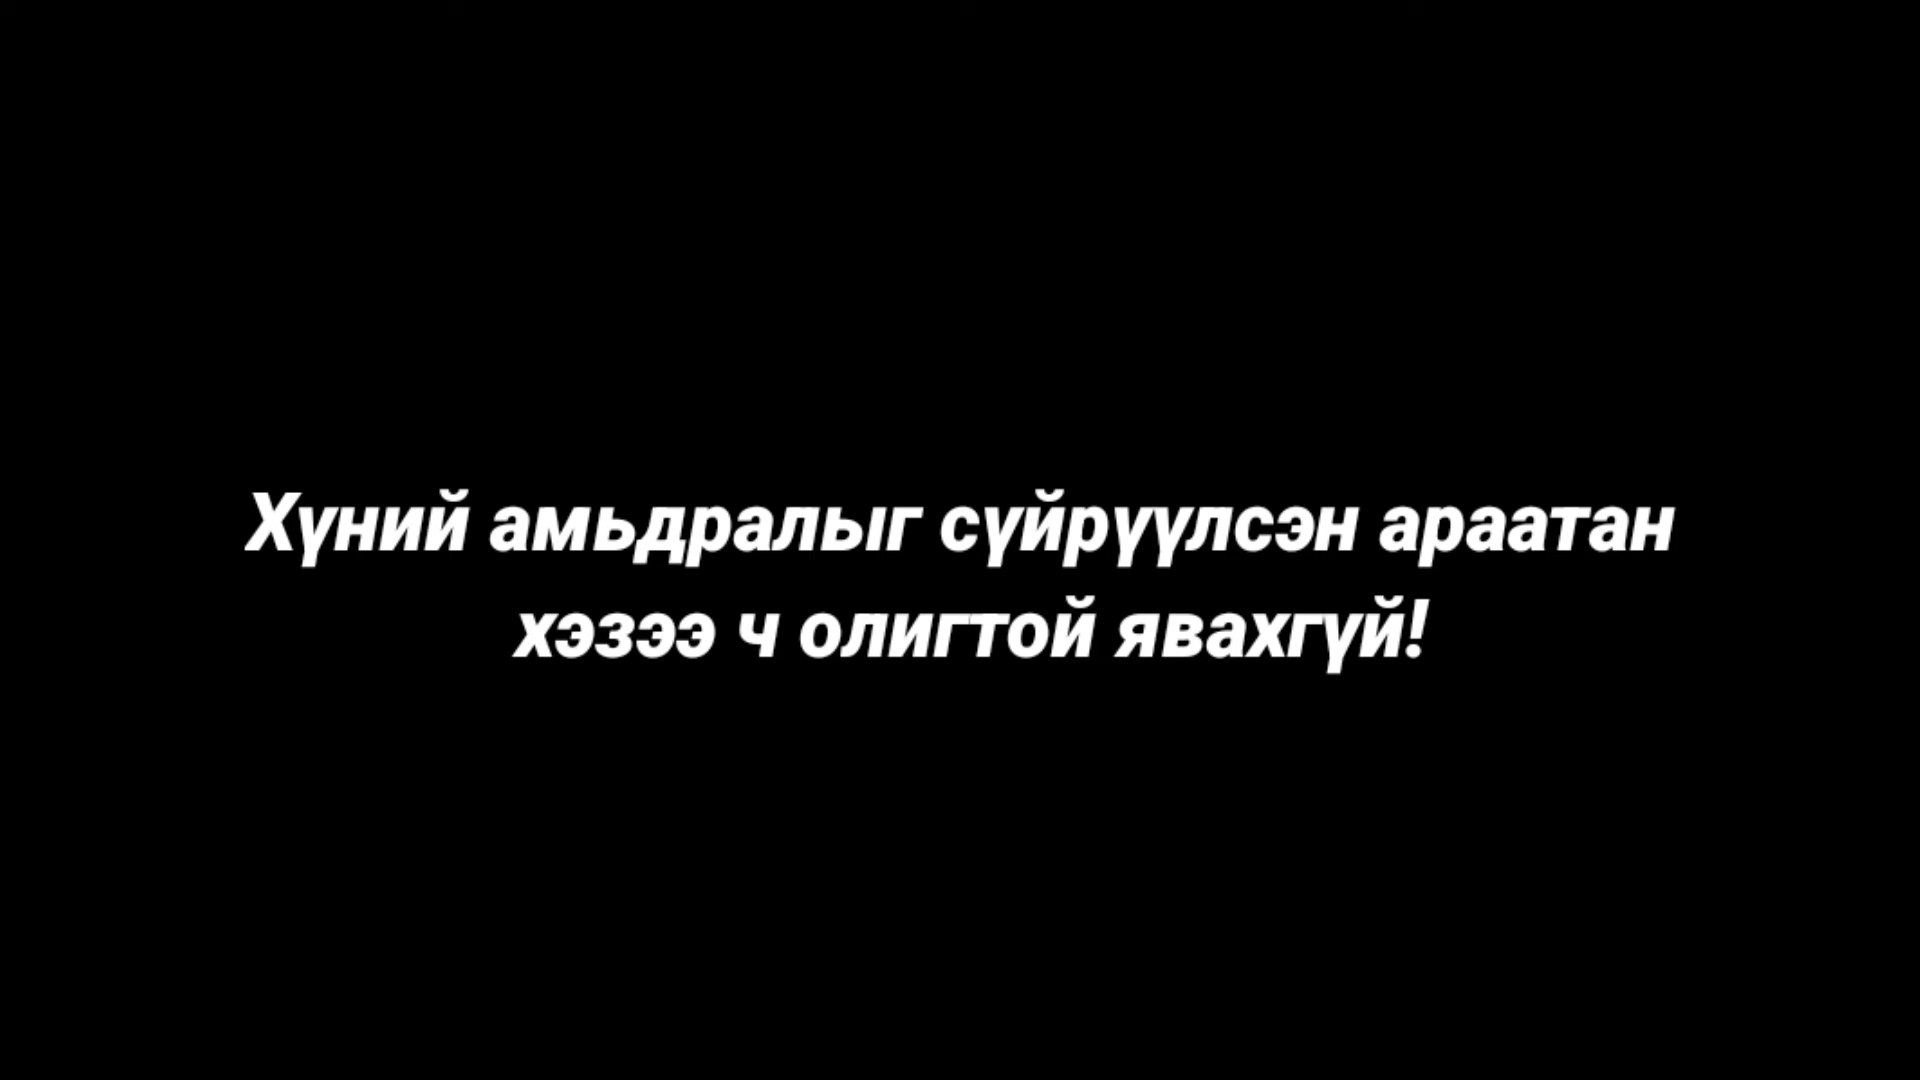 Хүний амьдралыг сүйрүүлсэн араатан
хэзээ ч олигтой явахгүй!